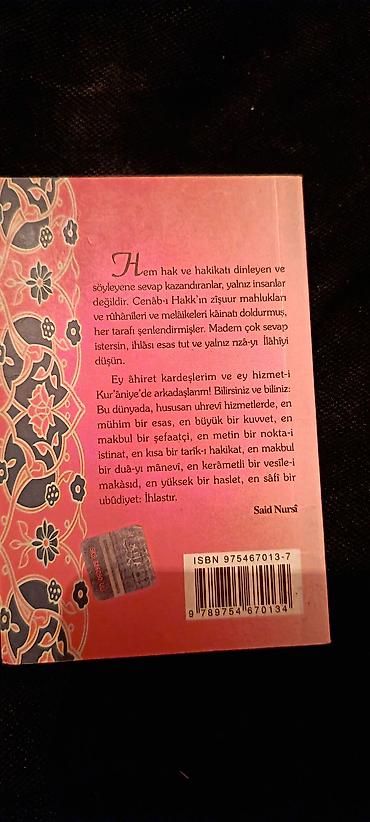 Hem hak ve hakikatı dinleyen ve
söyleyene sevap kazandıranlar, yalnız insanlar
değildir. Cenâb-ı Hakk'ın zîşuur mahlukları
ve rûhânîleri ve melâikeleri kâinatı doldurmuş,
her tarafı şenlendirmişler. Madem çok sevap
istersin, ihlâsı esas tut ve yalnız rızâ-yı İlâhîyi
düşün.
Ey âhiret kardeşlerim ve ey hizmet-i
Kur'âniye'de arkadaşlarım! Bilirsiniz ve biliniz:
Bu dünyada, hususan uhrevî hizmetlerde, en
mühim bir esas, en büyük bir kuvvet, en
makbul bir şefaatçi, en metin bir nokta-i
istinat, en kısa bir tarîk-ı hakikat, en makbul
bir duâ-yı mânevî, en kerâmetli bir vesîle-i
makâsıd, en yüksek bir haslet, en sâfî bir
ubûdiyet: İhlastır.
Said Nursî
ISBN 975467013-7
9 789754 670134